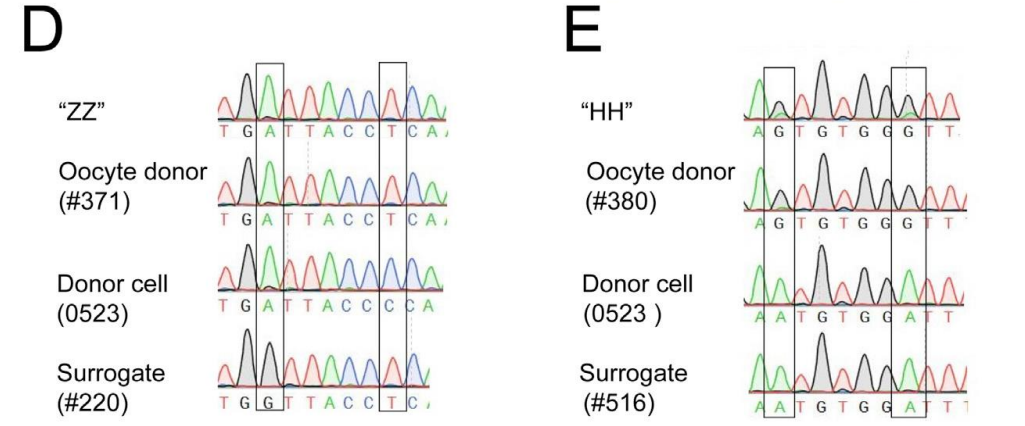 D
“ZZ”
T G A T T A C C T C A
Oocyte donor
(#371)
T G A T T A C C T C A
Donor cell
(0523)
T G A T T A C C C C A
Surrogate
(#220)
T G G T T A C C T C
E
“HH”
A G T G T G G G T T
Oocyte donor
(#380)
A G T G T G G G T T
Donor cell
(0523 )
A A T G T G G A T T
Surrogate
(#516)
A A T G T G G A T T T